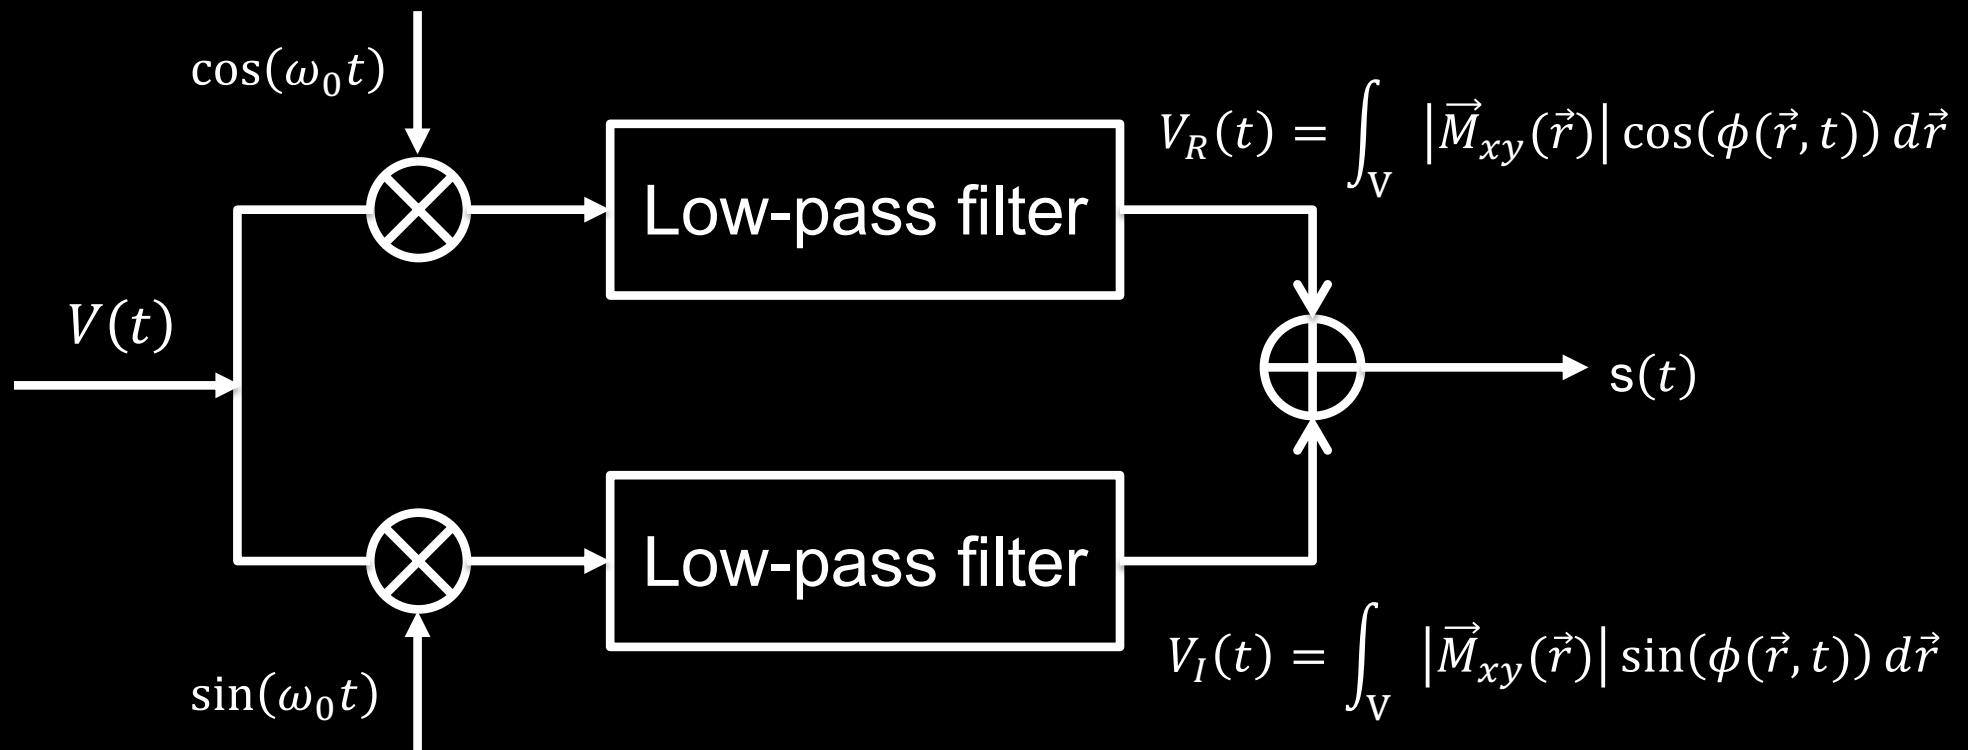 cos(ω₀t)
V_R(t) = ∫_V |M⃗_xy(r⃗)| cos(ϕ(r⃗, t)) dr⃗
Low-pass filter
V(t)
s(t)
Low-pass filter
V_I(t) = ∫_V |M⃗_xy(r⃗)| sin(ϕ(r⃗, t)) dr⃗
sin(ω₀t)